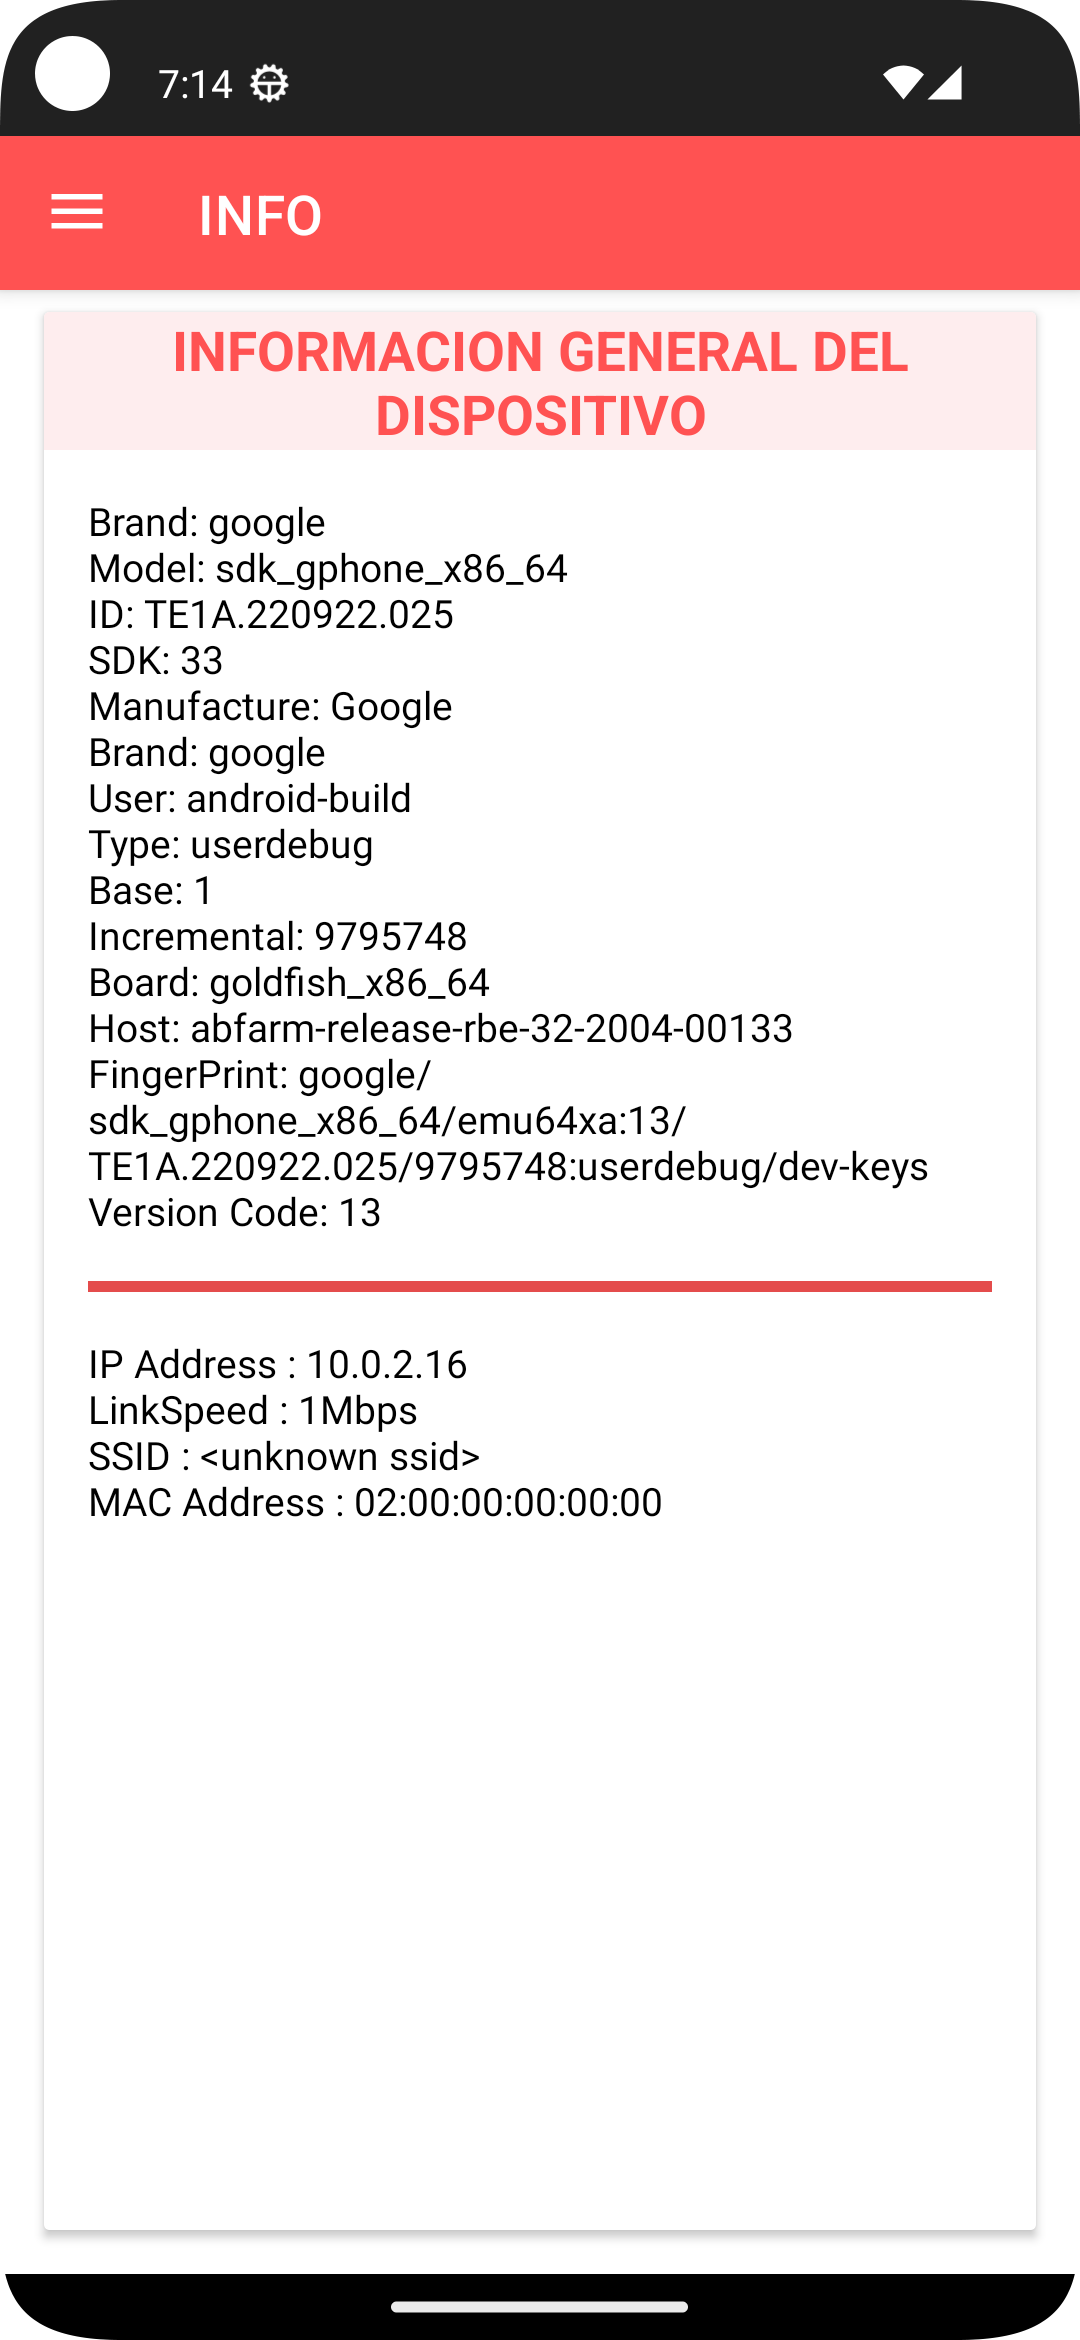 7:14
INFO
INFORMACION GENERAL DEL
DISPOSITIVO
Brand: google
Model: sdk_gphone_x86_64
ID: TE1A.220922.025
SDK: 33
Manufacture: Google
Brand: google
User: android-build
Type: userdebug
Base: 1
Incremental: 9795748
Board: goldfish_x86_64
Host: abfarm-release-rbe-32-2004-00133
FingerPrint: google/
sdk_gphone_x86_64/emu64xa:13/
TE1A.220922.025/9795748:userdebug/dev-keys
Version Code: 13
IP Address : 10.0.2.16
LinkSpeed : 1Mbps
SSID : <unknown ssid>
MAC Address : 02:00:00:00:00:00